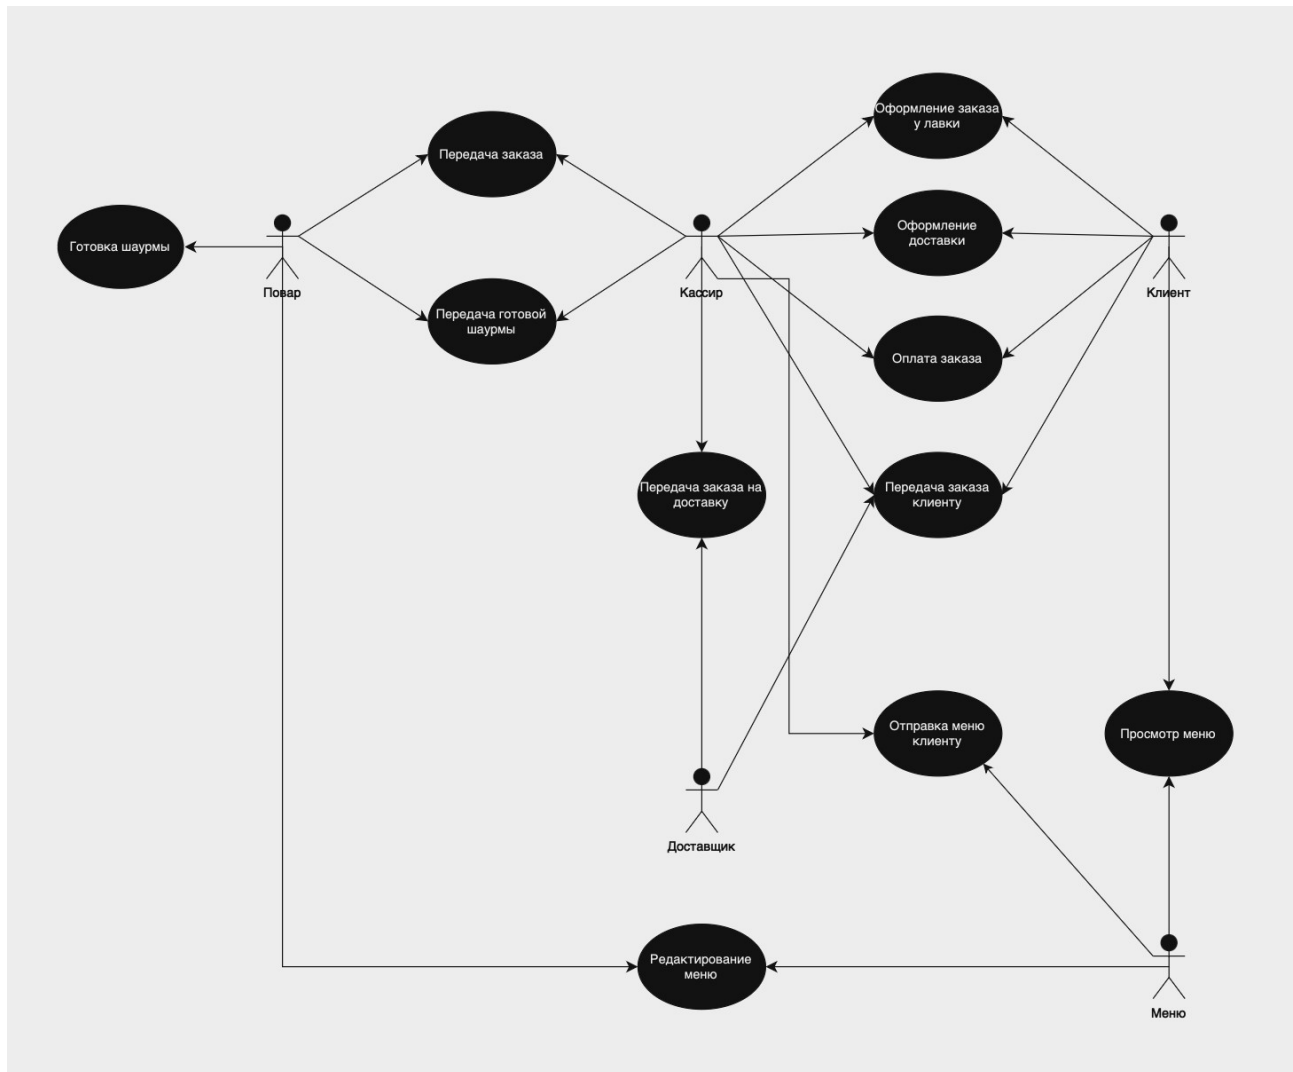 Оформление заказа
у лавки
Передача заказа
Оформление
доставки
Готовка шаурмы
Повар
Кассир
Клиент
Передача готовой
шаурмы
Оплата заказа
Передача заказа на
доставку
Передача заказа
клиенту
Отправка меню
клиенту
Просмотр меню
Доставщик
Редактирование
меню
Меню